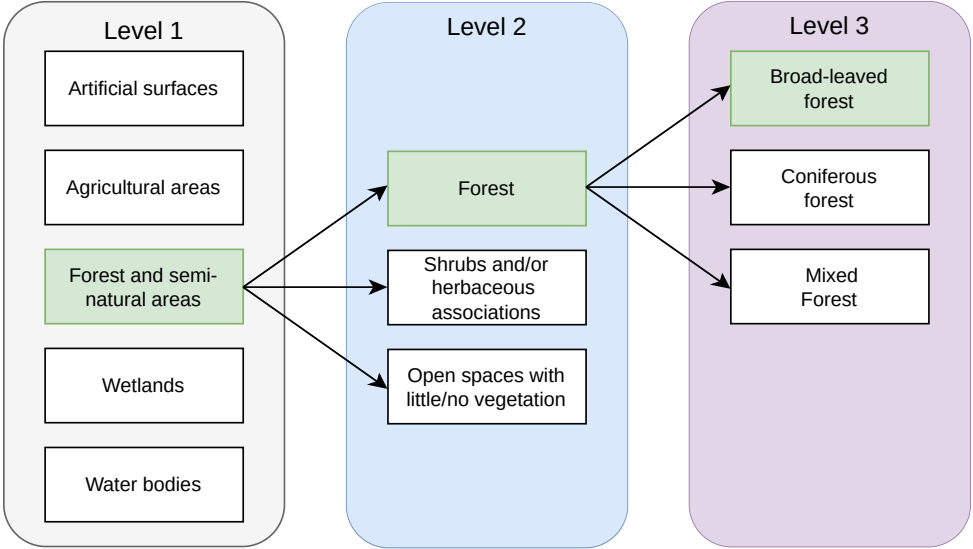 Level 1
Artificial surfaces
Agricultural areas
Forest and semi-
natural areas
Wetlands
Water bodies
Level 2
Forest
Shrubs and/or
herbaceous
associations
Open spaces with
little/no vegetation
Level 3
Broad-leaved
forest
Coniferous
forest
Mixed
Forest